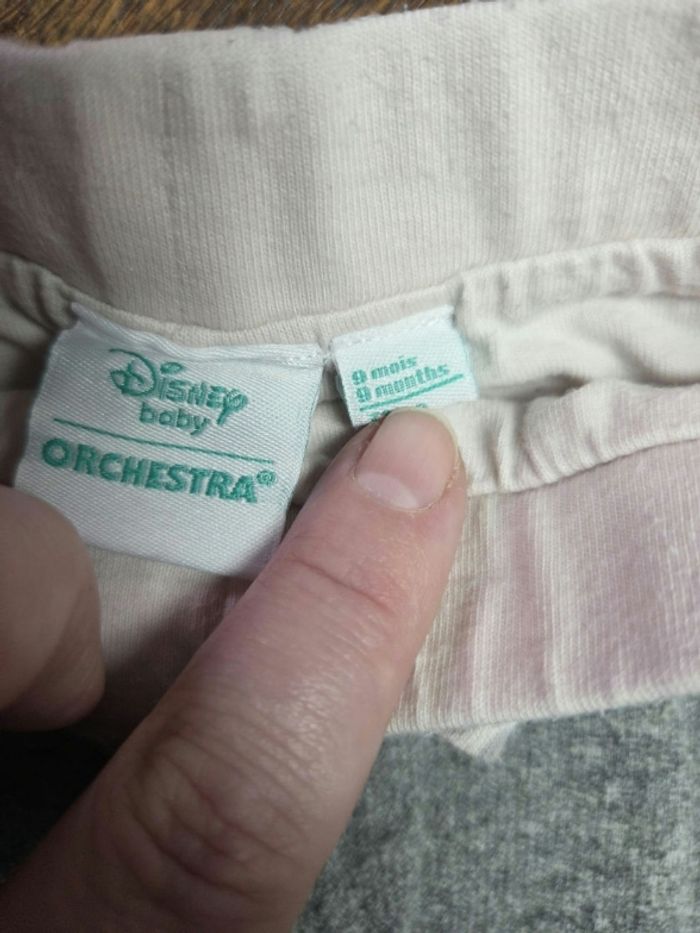 Disney
baby
ORCHESTRA®
9 mois
9 months